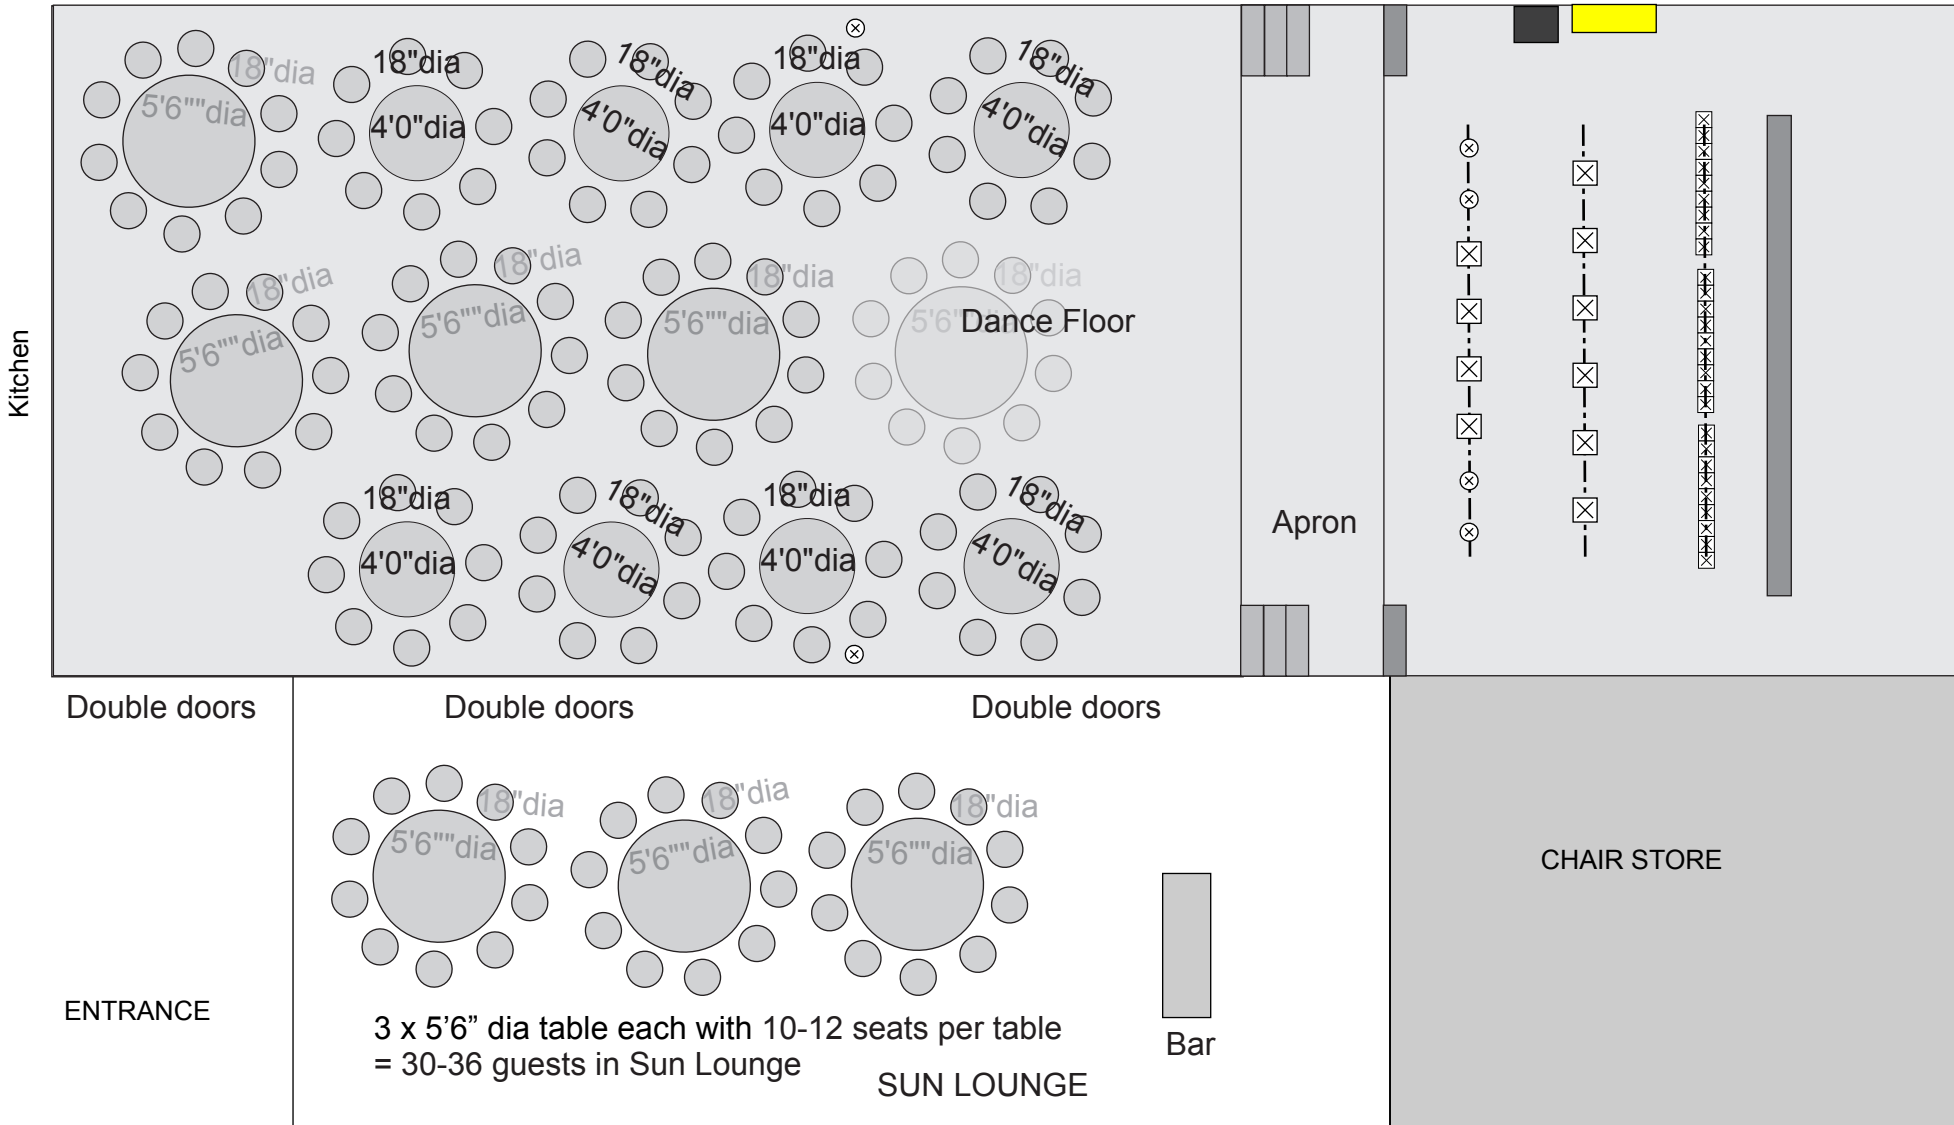 18"dia
18"dia
18"dia
18"dia
18"dia
5'6""dia
4'0"dia
4'0"dia
4'0"dia
4'0"dia
18"dia
18"dia
18"dia
18"dia
5'6""dia
5'6""dia
5'6""dia
5'6""dia
Dance Floor
Kitchen
18"dia
18"dia
18"dia
18"dia
4'0"dia
4'0"dia
4'0"dia
4'0"dia
Apron
Double doors
Double doors
Double doors
18"dia
18"dia
18"dia
5'6""dia
5'6""dia
5'6""dia
CHAIR STORE
ENTRANCE
3 x 5’6” dia table each with 10-12 seats per table
= 30-36 guests in Sun Lounge
Bar
SUN LOUNGE